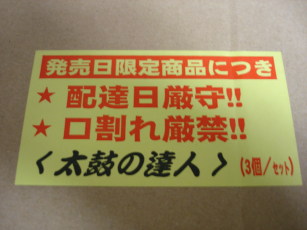 発売日限定商品につき
★ 配達日厳守!!
★ 口割れ厳禁!!
〈太鼓の達人〉(3個/セット)